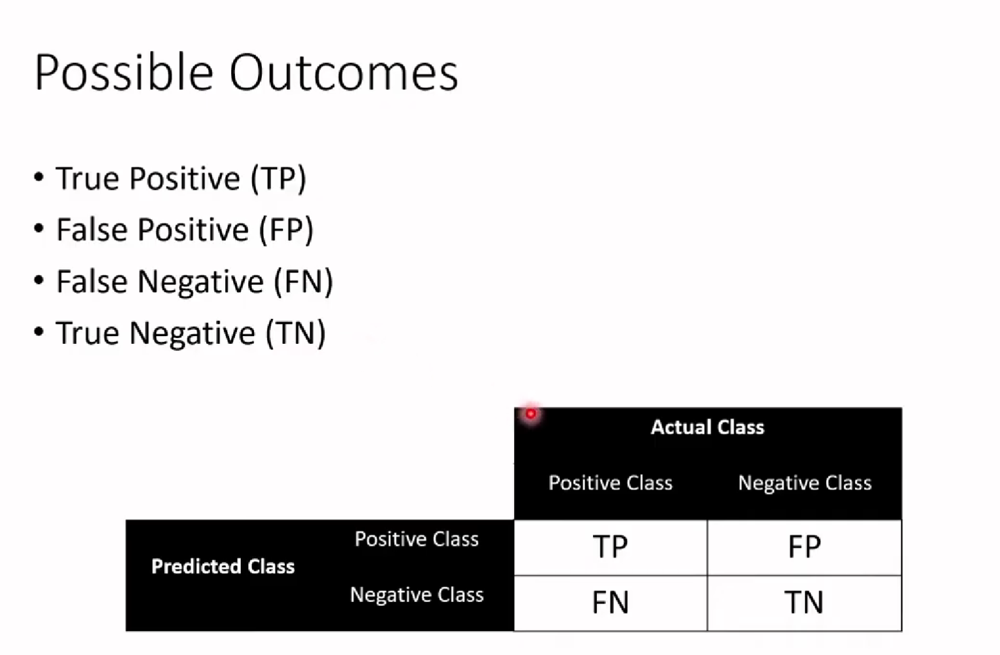 Possible Outcomes
• True Positive (TP)
• False Positive (FP)
• False Negative (FN)
• True Negative (TN)
Actual Class
Positive Class Negative Class
Positive Class TP FP
Predicted Class
Negative Class FN TN